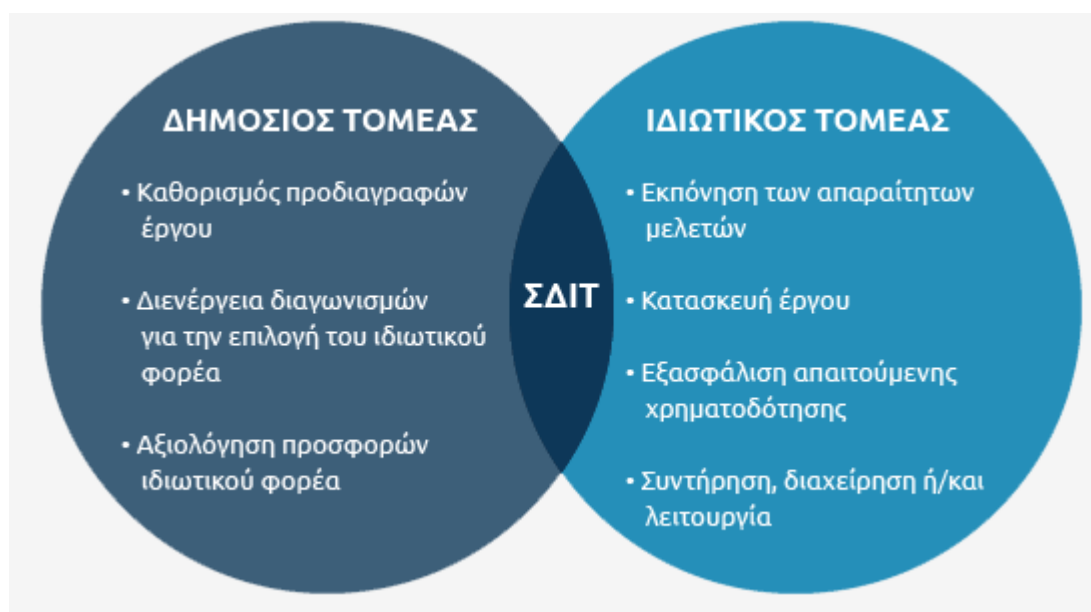 ΔΗΜΟΣΙΟΣ ΤΟΜΕΑΣ
• Καθορισμός προδιαγραφών
έργου
• Διενέργεια διαγωνισμών
για την επιλογή του ιδιωτικού
φορέα
• Αξιολόγηση προσφορών
ιδιωτικού φορέα
ΣΔΙΤ
ΙΔΙΩΤΙΚΟΣ ΤΟΜΕΑΣ
• Εκπόνηση των απαραίτητων
μελετών
• Κατασκευή έργου
• Εξασφάλιση απαιτούμενης
χρηματοδότησης
• Συντήρηση, διαχείρηση ή/και
λειτουργία